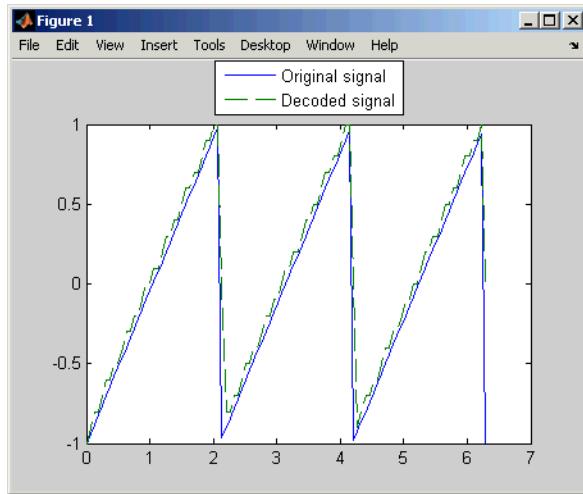 Figure 1
File Edit View Insert Tools Desktop Window Help
Original signal
Decoded signal
1
0.5
0
-0.5
-1
0 1 2 3 4 5 6 7